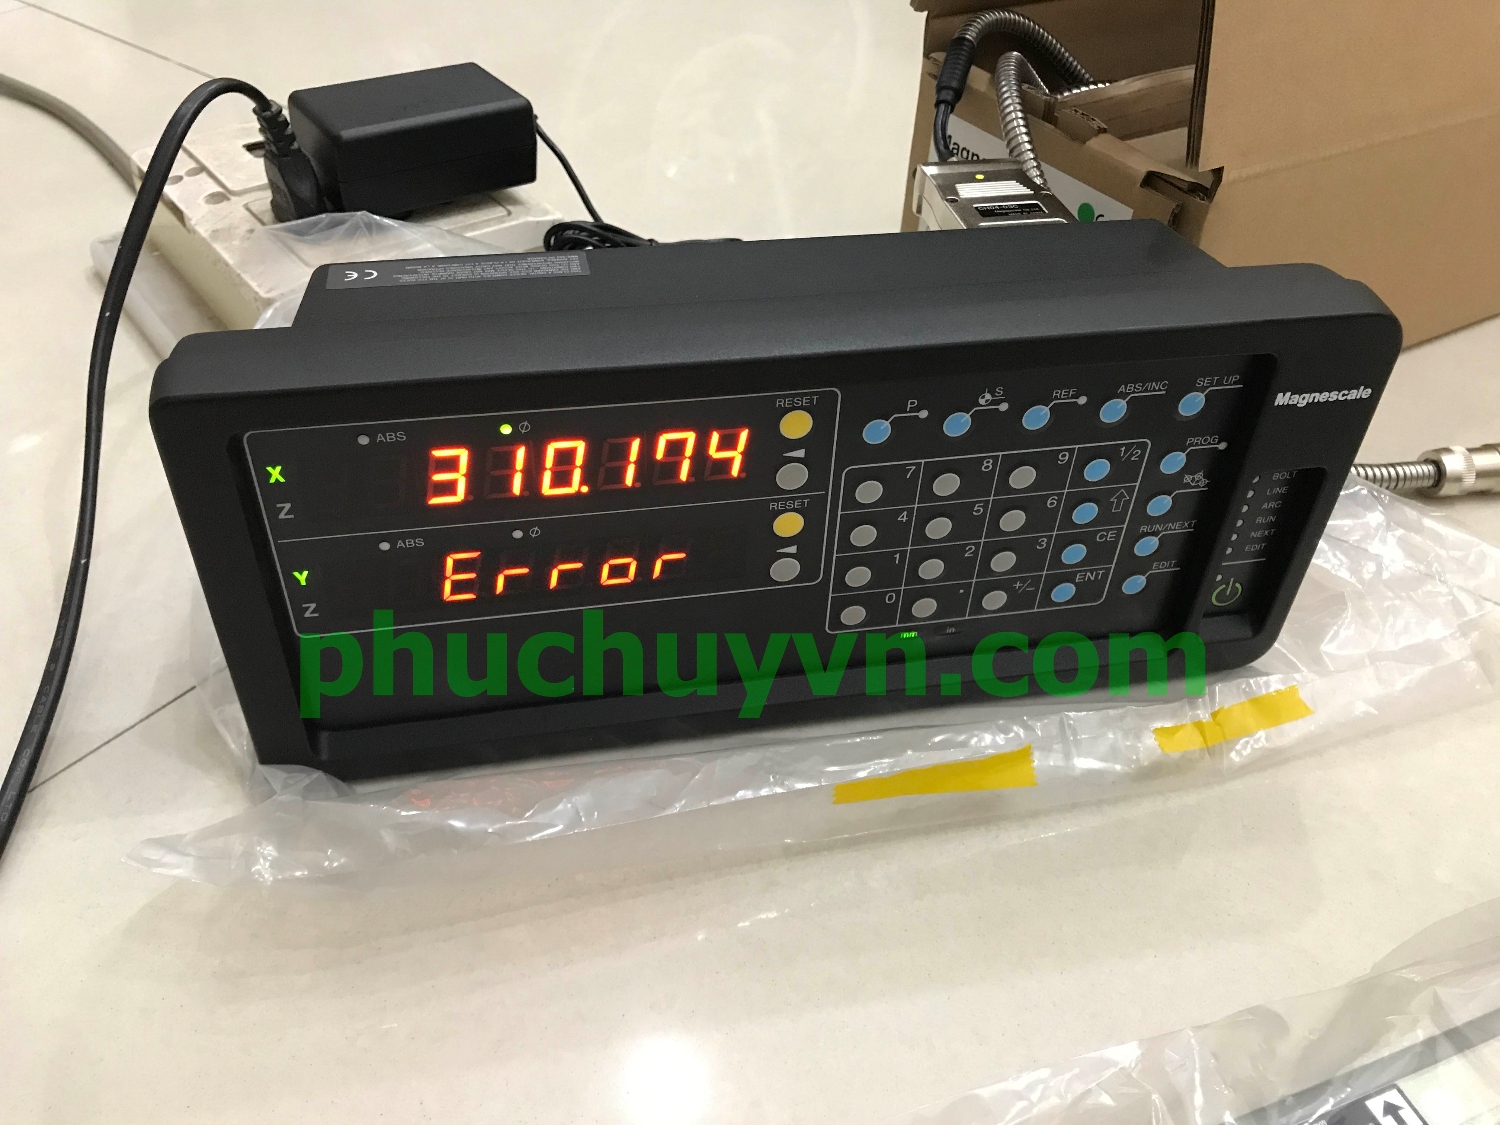 CE
Magn
SET UP
ABS/INC
REF
S
P
Magnescale
RESET
ABS
Ø
X
310.174
Z
RESET
ABS
Ø
Y
Error
Z
7 8 9 1/2
4 5 6
1 2 3 CE
0 . +/- ENT
PROG
RUN/NEXT
EDIT
BOLT
LINE
ARC
RUN
NEXT
EDIT
in
phuchuyvn.com